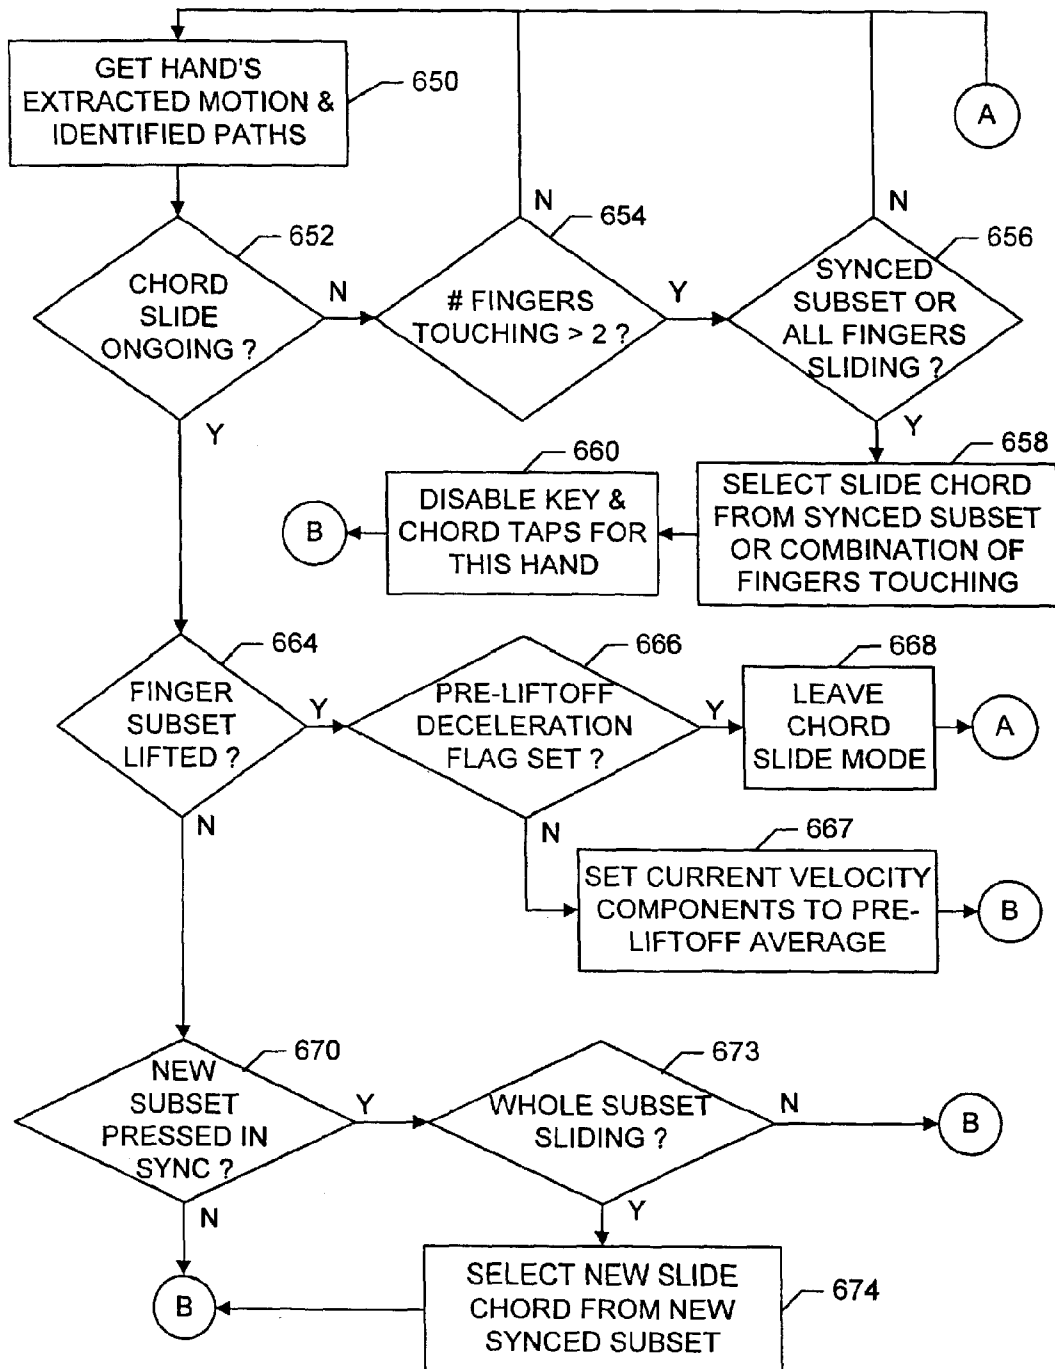 GET HAND'S
EXTRACTED MOTION &
IDENTIFIED PATHS
650
A
652
CHORD
SLIDE
ONGOING ?
N
Y
N
654
# FINGERS
TOUCHING > 2 ?
Y
N
656
SYNCED
SUBSET OR
ALL FINGERS
SLIDING ?
Y
658
SELECT SLIDE CHORD
FROM SYNCED SUBSET
OR COMBINATION OF
FINGERS TOUCHING
660
DISABLE KEY &
CHORD TAPS FOR
THIS HAND
B
664
FINGER
SUBSET
LIFTED ?
Y
N
666
PRE-LIFTOFF
DECELERATION
FLAG SET ?
Y
N
668
LEAVE
CHORD
SLIDE MODE
A
667
SET CURRENT VELOCITY
COMPONENTS TO PRE-
LIFTOFF AVERAGE
B
670
NEW
SUBSET
PRESSED IN
SYNC ?
Y
N
673
WHOLE SUBSET
SLIDING ?
N
B
Y
674
SELECT NEW SLIDE
CHORD FROM NEW
SYNCED SUBSET
B